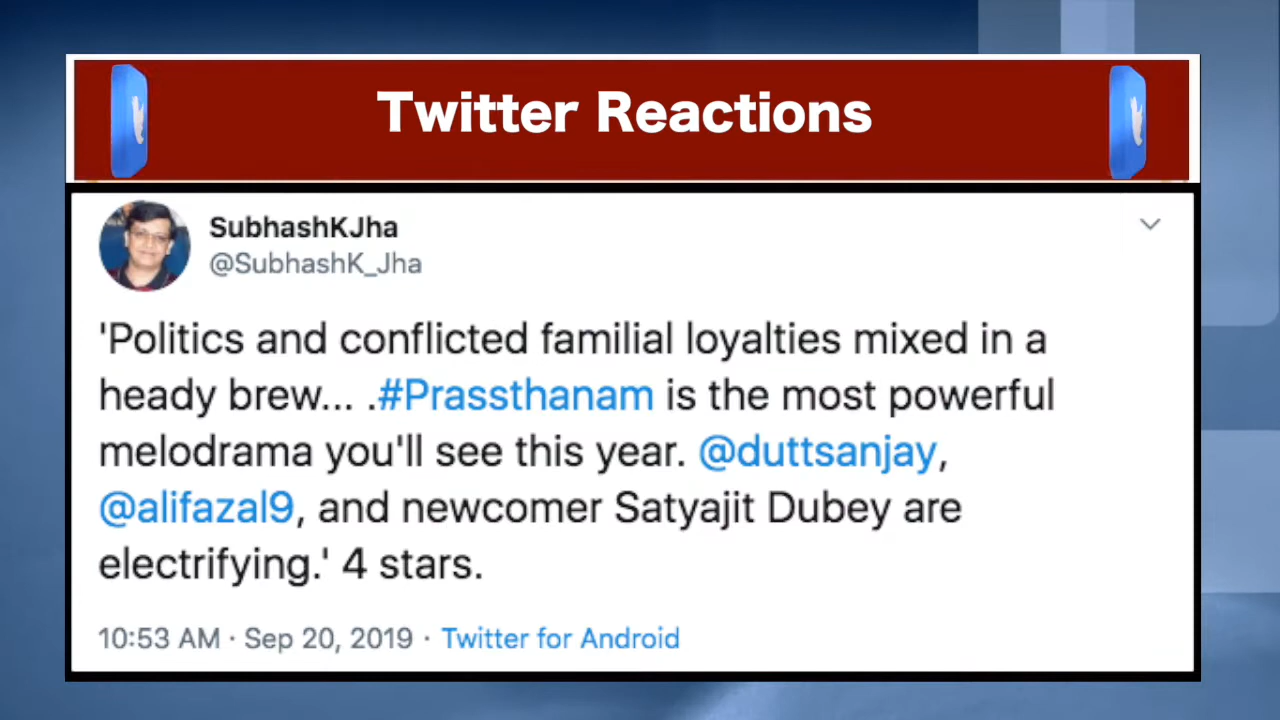 Twitter Reactions
SubhashKJha
@SubhashK_Jha
'Politics and conflicted familial loyalties mixed in a
heady brew... .#Prassthanam is the most powerful
melodrama you'll see this year. @duttsanjay,
@alifazal9, and newcomer Satyajit Dubey are
electrifying.' 4 stars.
10:53 AM · Sep 20, 2019 · Twitter for Android